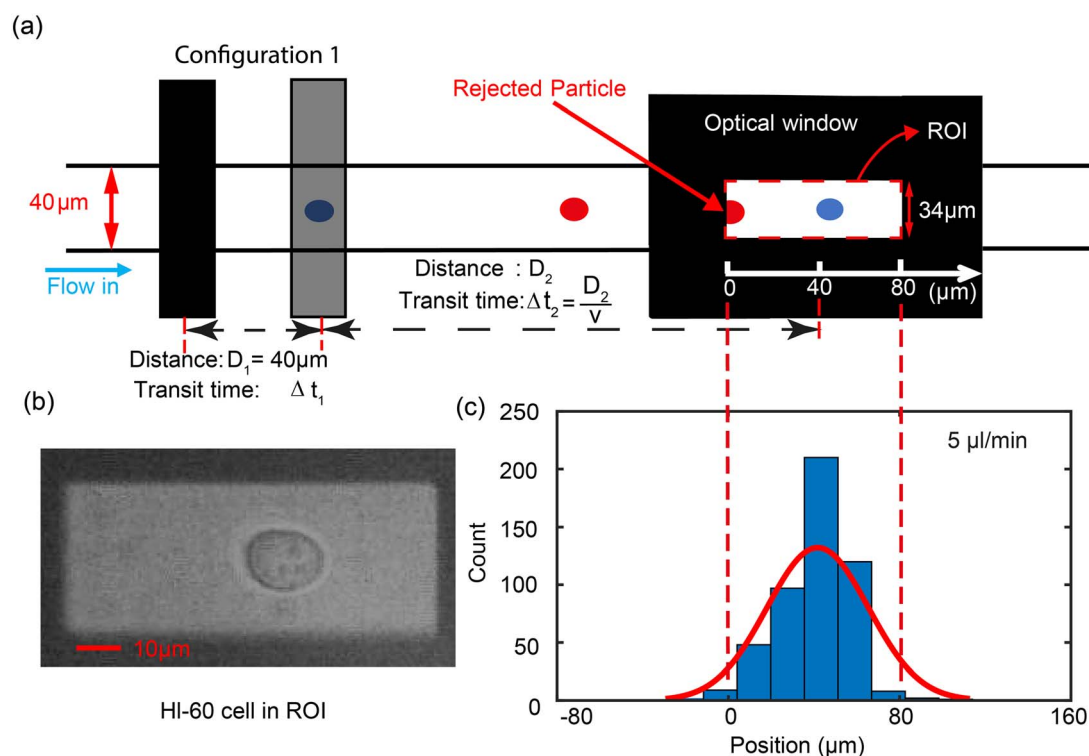 (a)
Configuration 1
Rejected Particle
Optical window
ROI
40 μm
34μm
Flow in
Distance : D₂
Transit time: Δt₂ = D₂/v
0 40 80 (μm)
Distance: D₁ = 40μm
Transit time: Δt₁
(b)
10μm
Hl-60 cell in ROI
(c)
250
200
150
100
50
0
Count
5 μl/min
-80 0 80 160
Position (μm)